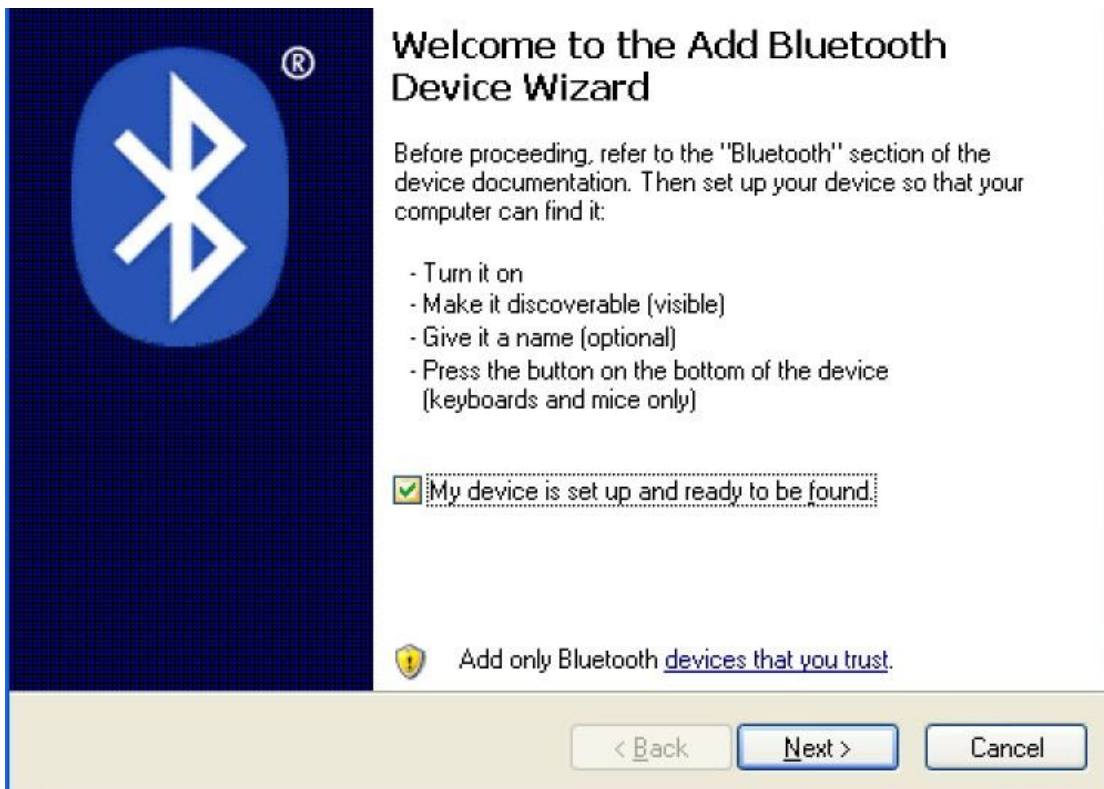 ®
Welcome to the Add Bluetooth
Device Wizard
Before proceeding, refer to the "Bluetooth" section of the
device documentation. Then set up your device so that your
computer can find it:
- Turn it on
- Make it discoverable (visible)
- Give it a name (optional)
- Press the button on the bottom of the device
(keyboards and mice only)
My device is set up and ready to be found.
Add only Bluetooth devices that you trust.
< Back Next > Cancel